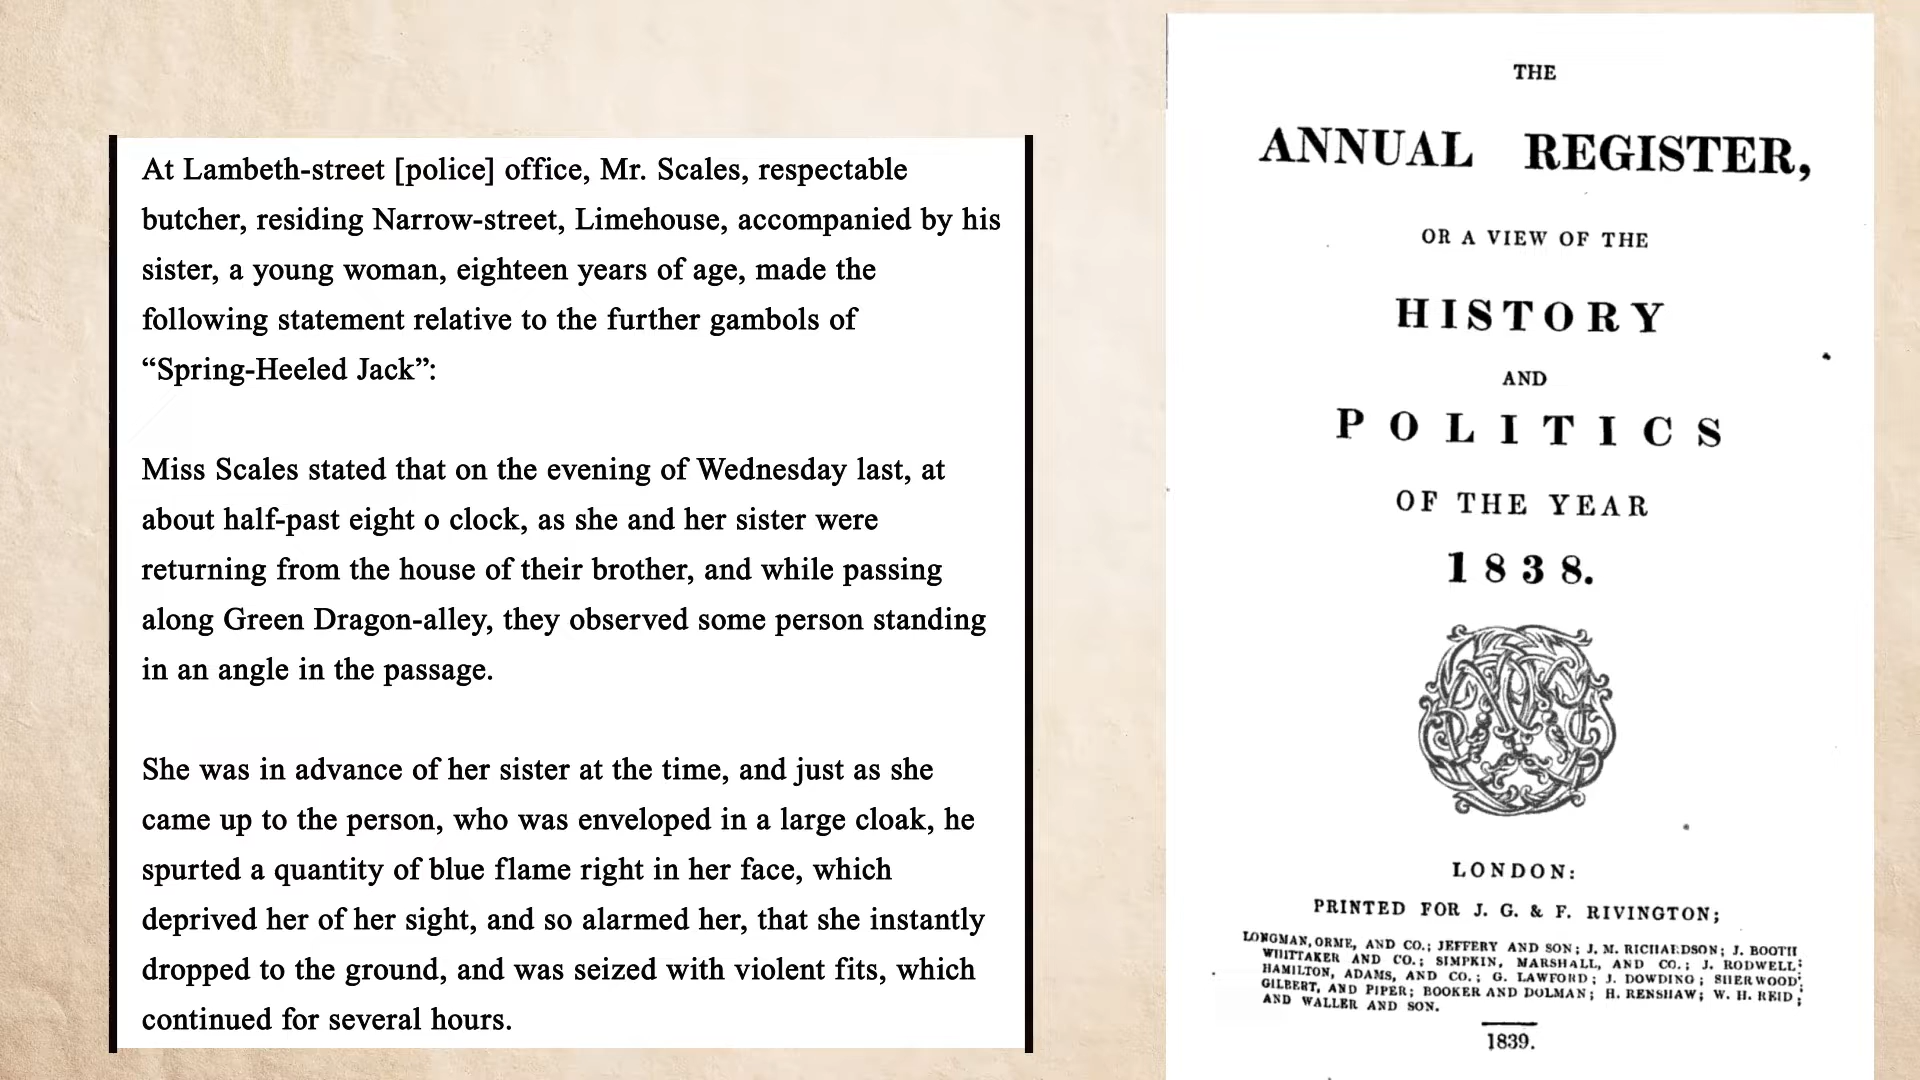 At Lambeth-street [police] office, Mr. Scales, respectable
butcher, residing Narrow-street, Limehouse, accompanied by his
sister, a young woman, eighteen years of age, made the
following statement relative to the further gambols of
“Spring-Heeled Jack”:
Miss Scales stated that on the evening of Wednesday last, at
about half-past eight o clock, as she and her sister were
returning from the house of their brother, and while passing
along Green Dragon-alley, they observed some person standing
in an angle in the passage.
She was in advance of her sister at the time, and just as she
came up to the person, who was enveloped in a large cloak, he
spurted a quantity of blue flame right in her face, which
deprived her of her sight, and so alarmed her, that she instantly
dropped to the ground, and was seized with violent fits, which
continued for several hours.
THE
ANNUAL REGISTER,
OR A VIEW OF THE
HISTORY
AND
POLITICS
OF THE YEAR
1838.
LONDON:
PRINTED FOR J. G. & F. RIVINGTON;
LONGMAN, ORME, AND CO.; JEFFERY AND SON; J. M. RICHARDSON; J. BOOTH
WHITTAKER AND CO.; SIMPKIN, MARSHALL, AND CO.; J. RODWELL;
HAMILTON, ADAMS, AND CO.; G. LAWFORD; J. DOWDING; SHERWOOD,
GILBERT, AND PIPER; BOOKER AND DOLMAN; H. RENSHAW; W. H. REID;
AND WALLER AND SON.
1839.